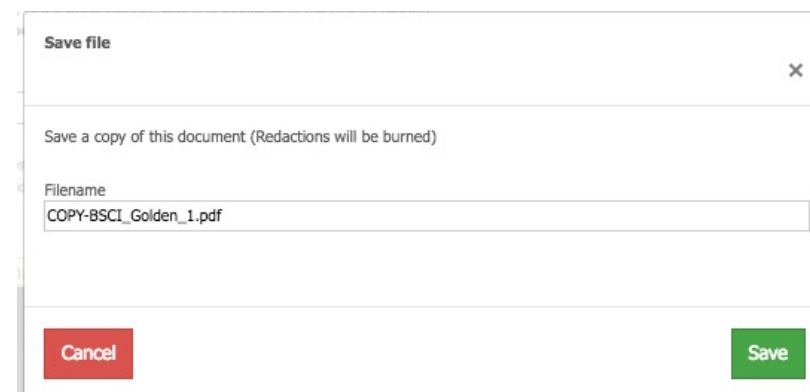 Save file
×
Save a copy of this document (Redactions will be burned)
Filename
COPY-BSCI_Golden_1.pdf
Cancel
Save